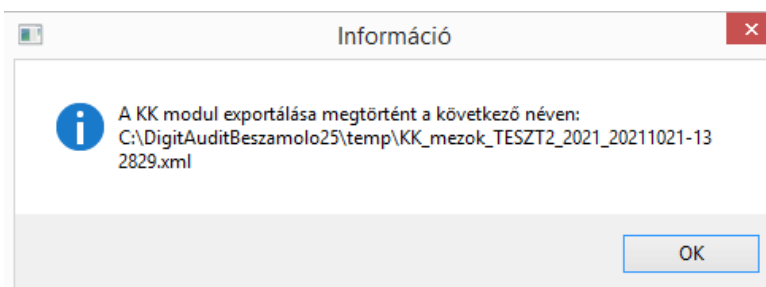 Információ
A KK modul exportálása megtörtént a következő néven:
C:\DigitAuditBeszamolo25\temp\KK_mezok_TESZT2_2021_20211021-13
2829.xml
OK